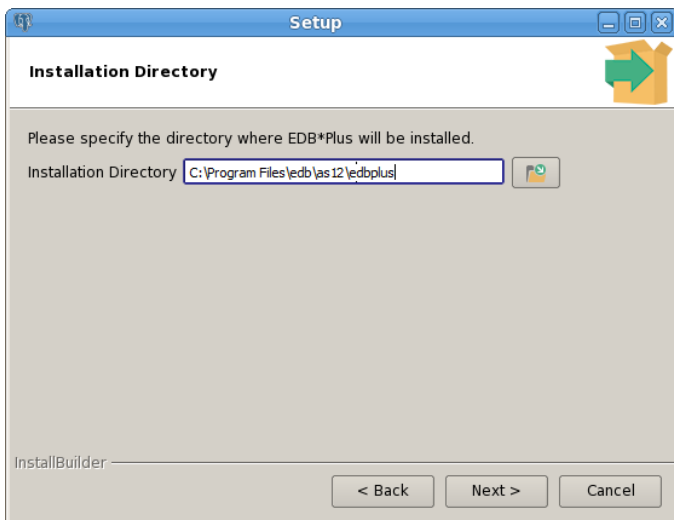 Setup
Installation Directory
Please specify the directory where EDB*Plus will be installed.
Installation Directory C:\Program Files\edb\as12\edbplus
InstallBuilder
< Back Next > Cancel